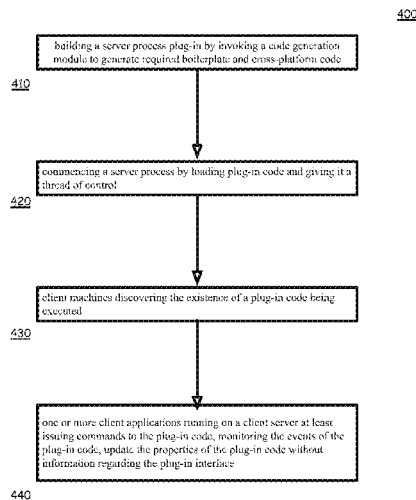 400
building a server process plug-in by invoking a code generation
module to generate required boilerplate and cross-platform code
410
commencing a server process by loading plug-in code and giving it a
thread of control
420
client machines discovering the existence of a plug-in code being
executed
430
one or more client applications running on a client server at least
issuing commands to the plug-in code, monitoring the events of the
plug-in code, update the properties of the plug-in code without
information regarding the plug-in interface
440